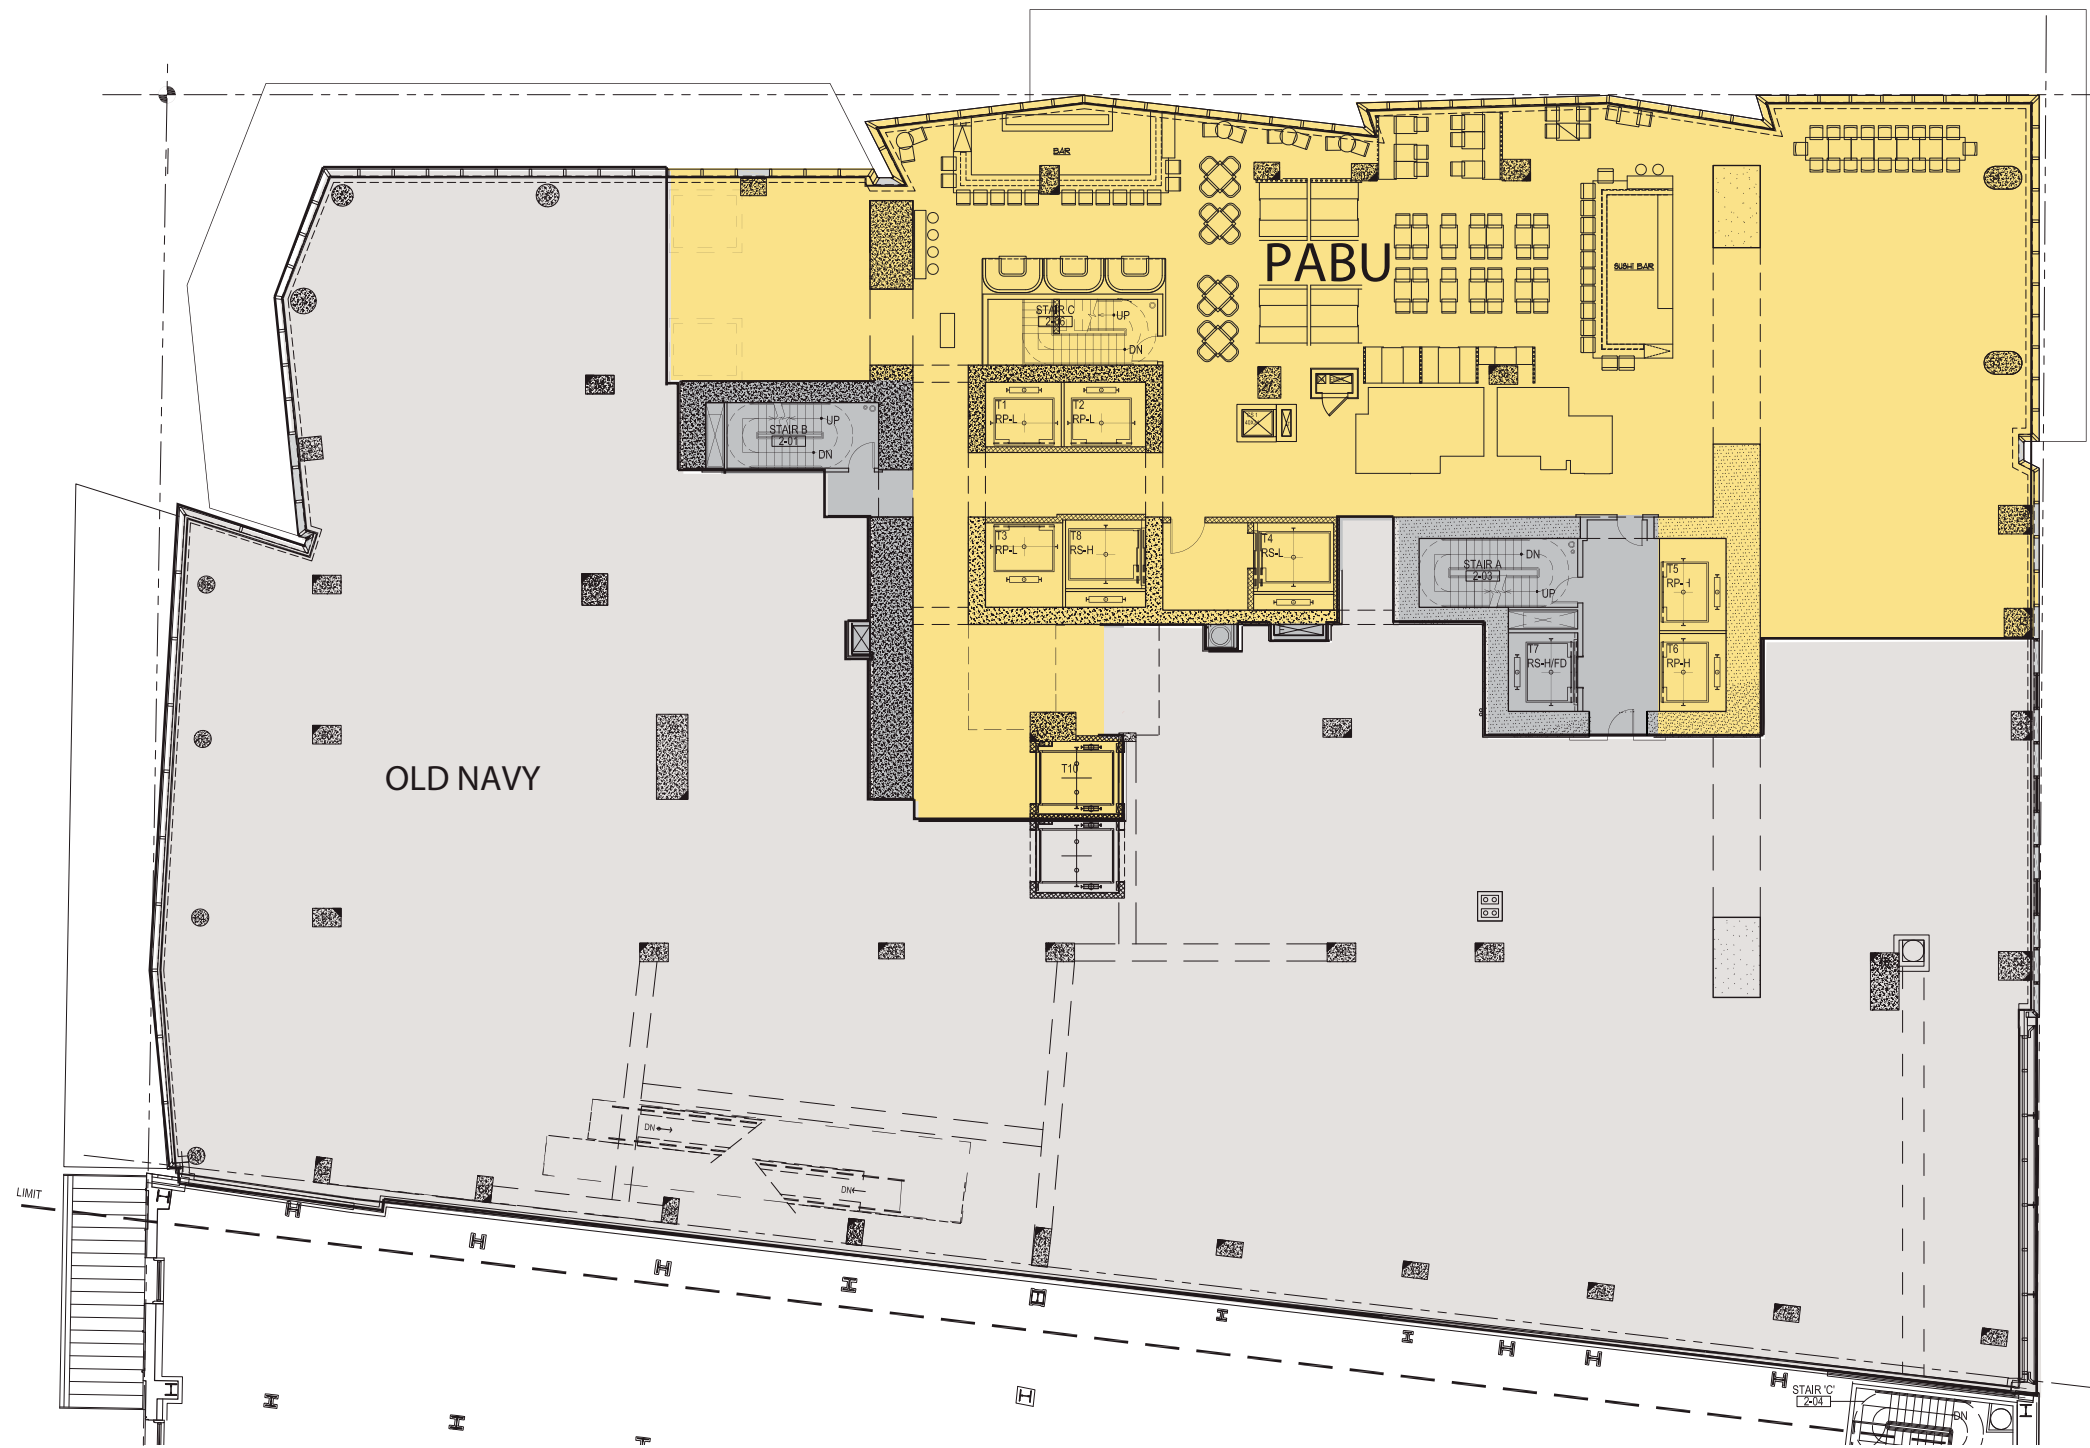 BAR
PABU
SUSHI BAR
STAIR C
2-06
UP
DN
T1
RP-L
T2
RP-L
STAIR B
2-01
UP
DN
T3
RP-L
T8
RS-H
T4
RS-L
STAIR A
2-03
DN
UP
T5
RP-H
T7
RS-H/FD
T6
RP-H
OLD NAVY
T10
DN
DN
LIMIT
STAIR 'C'
2-04
DN